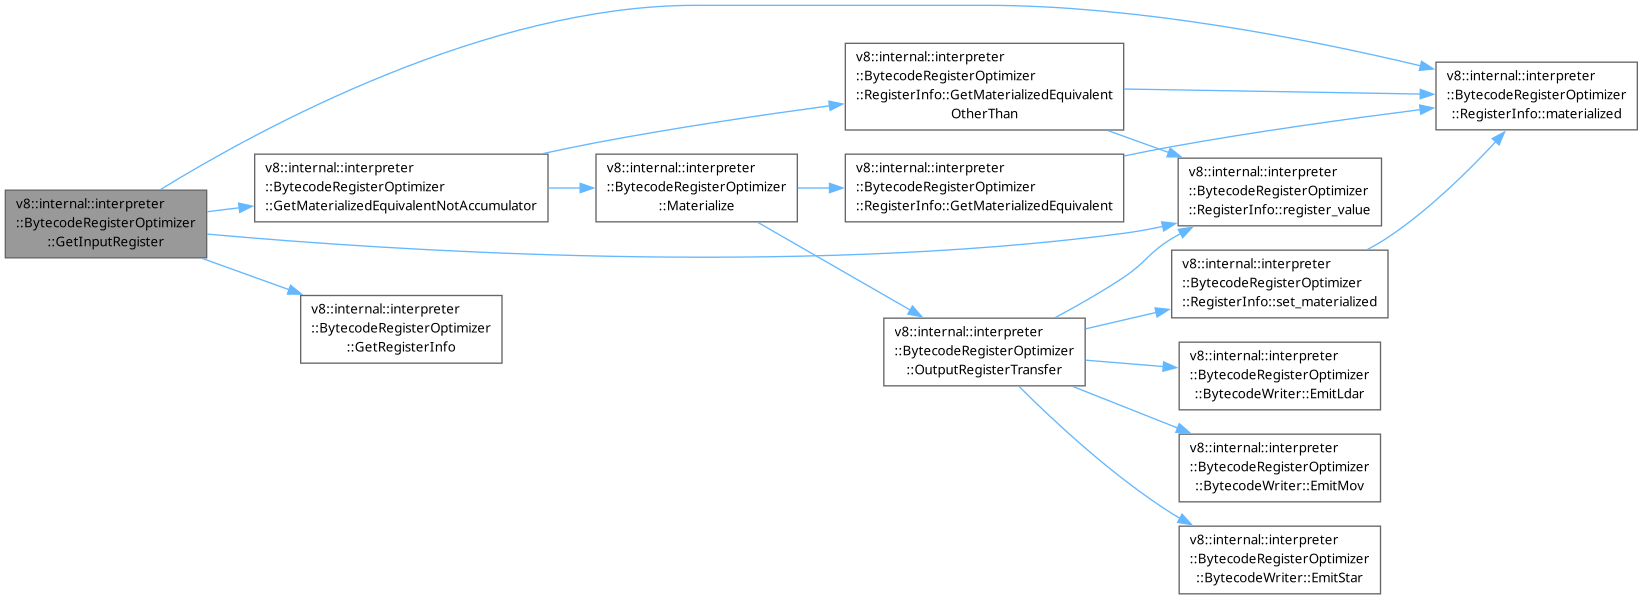 v8::internal::interpreter
::BytecodeRegisterOptimizer
::GetInputRegister
v8::internal::interpreter
::BytecodeRegisterOptimizer
::GetMaterializedEquivalentNotAccumulator
v8::internal::interpreter
::BytecodeRegisterOptimizer
::GetRegisterInfo
v8::internal::interpreter
::BytecodeRegisterOptimizer
::Materialize
v8::internal::interpreter
::BytecodeRegisterOptimizer
::RegisterInfo::GetMaterializedEquivalent
OtherThan
v8::internal::interpreter
::BytecodeRegisterOptimizer
::RegisterInfo::GetMaterializedEquivalent
v8::internal::interpreter
::BytecodeRegisterOptimizer
::OutputRegisterTransfer
v8::internal::interpreter
::BytecodeRegisterOptimizer
::RegisterInfo::register_value
v8::internal::interpreter
::BytecodeRegisterOptimizer
::RegisterInfo::set_materialized
v8::internal::interpreter
::BytecodeRegisterOptimizer
::BytecodeWriter::EmitLdar
v8::internal::interpreter
::BytecodeRegisterOptimizer
::BytecodeWriter::EmitMov
v8::internal::interpreter
::BytecodeRegisterOptimizer
::BytecodeWriter::EmitStar
v8::internal::interpreter
::BytecodeRegisterOptimizer
::RegisterInfo::materialized